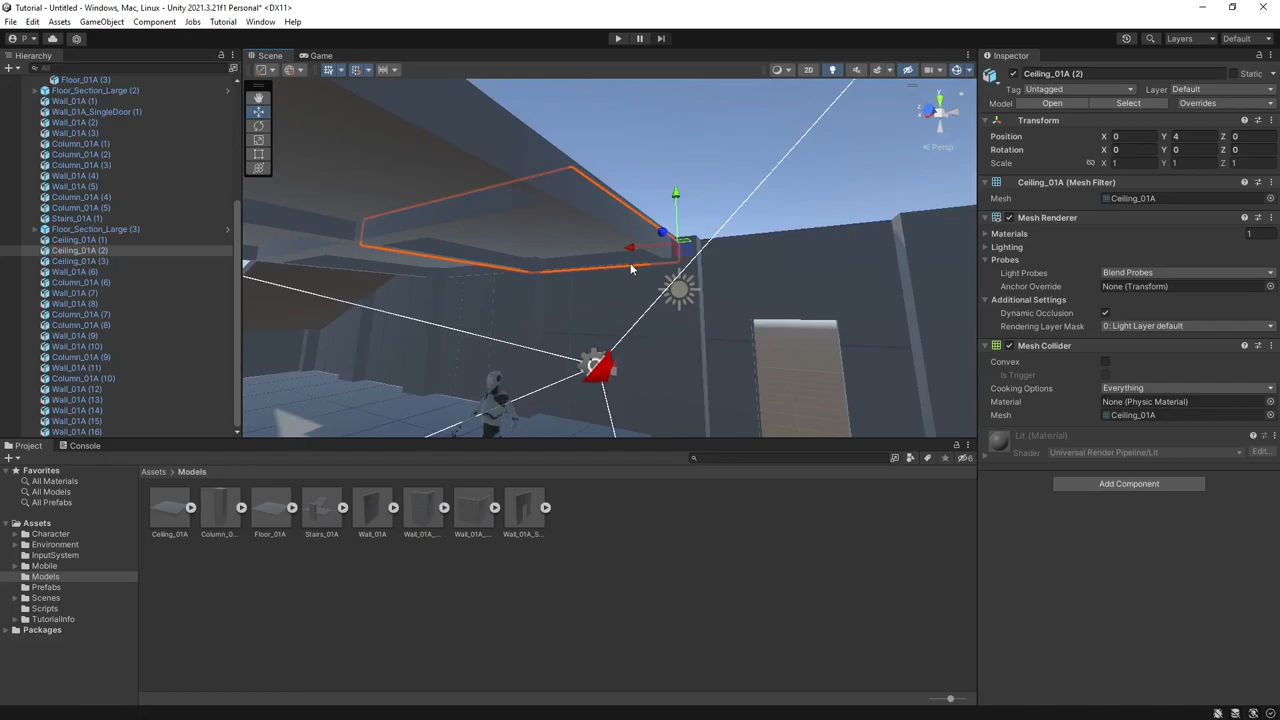 Tutorial - Untitled - Windows, Mac, Linux - Unity 2021.3.21f1 Personal* <DX11>
File Edit Assets GameObject Component Jobs Tutorial Window Help
P Layers Default
Hierarchy Scene Game Inspector
All
Floor_01A (3)
Floor_Section_Large (2)
Wall_01A (1)
Wall_01A_SingleDoor (1)
Wall_01A (2)
Wall_01A (3)
Column_01A (1)
Column_01A (2)
Column_01A (3)
Wall_01A (4)
Wall_01A (5)
Column_01A (4)
Column_01A (5)
Stairs_01A (1)
Floor_Section_Large (3)
Ceiling_01A (1)
Ceiling_01A (2)
Ceiling_01A (3)
Wall_01A (6)
Column_01A (6)
Wall_01A (7)
Wall_01A (8)
Column_01A (7)
Column_01A (8)
Wall_01A (9)
Wall_01A (10)
Column_01A (9)
Wall_01A (11)
Column_01A (10)
Wall_01A (12)
Wall_01A (13)
Wall_01A (14)
Wall_01A (15)
Wall_01A (16)
2D
y
z
Persp
Ceiling_01A (2) Static
Tag Untagged Layer Default
Model Open Select Overrides
Transform
Position X 0 Y 4 Z 0
Rotation X 0 Y 0 Z 0
Scale X 1 Y 1 Z 1
Ceiling_01A (Mesh Filter)
Mesh Ceiling_01A
Mesh Renderer
Materials 1
Lighting
Probes
Light Probes Blend Probes
Anchor Override None (Transform)
Additional Settings
Dynamic Occlusion
Rendering Layer Mask 0: Light Layer default
Mesh Collider
Convex
Is Trigger
Cooking Options Everything
Material None (Physic Material)
Mesh Ceiling_01A
Lit (Material)
Shader Universal Render Pipeline/Lit Edit...
Add Component
Project Console
6
Favorites
All Materials
All Models
All Prefabs
Assets
Character
Environment
InputSystem
Mobile
Models
Prefabs
Scenes
Scripts
TutorialInfo
Packages
Assets Models
Ceiling_01A Column_0... Floor_01A Stairs_01A Wall_01A Wall_01A_... Wall_01A_... Wall_01A_S...